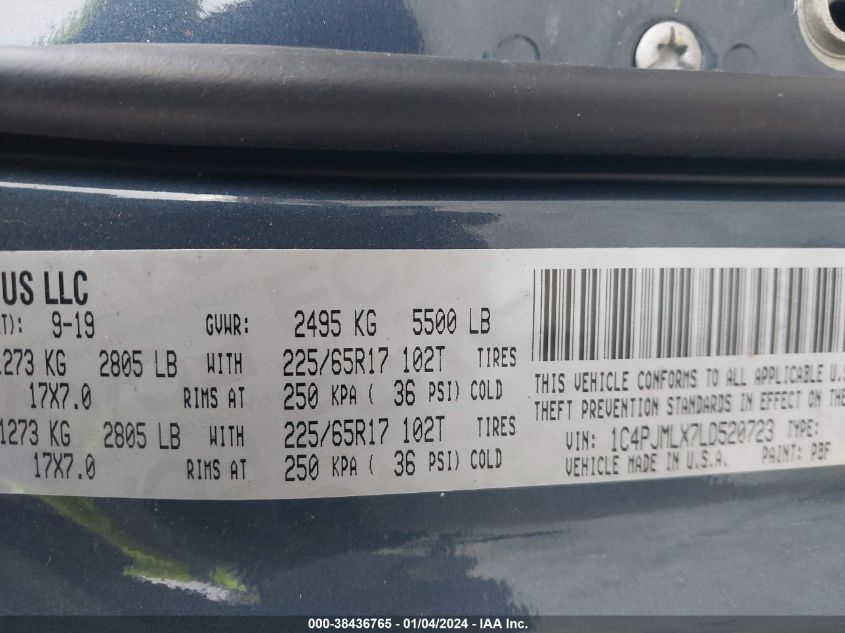 US LLC
T): 9-19 GVWR: 2495 KG 5500 LB
1273 KG 2805 LB WITH 225/65R17 102T TIRES
17X7.0 RIMS AT 250 KPA ( 36 PSI) COLD
1273 KG 2805 LB WITH 225/65R17 102T TIRES
17X7.0 RIMS AT 250 KPA ( 36 PSI) COLD
THIS VEHICLE CONFORMS TO ALL APPLICABLE U.S
THEFT PREVENTION STANDARDS IN EFFECT ON THE
VIN: 1C4PJMLX7LD520723 TYPE:
VEHICLE MADE IN U.S.A. PAINT: PBF
000-38436765 - 01/04/2024 - IAA Inc.